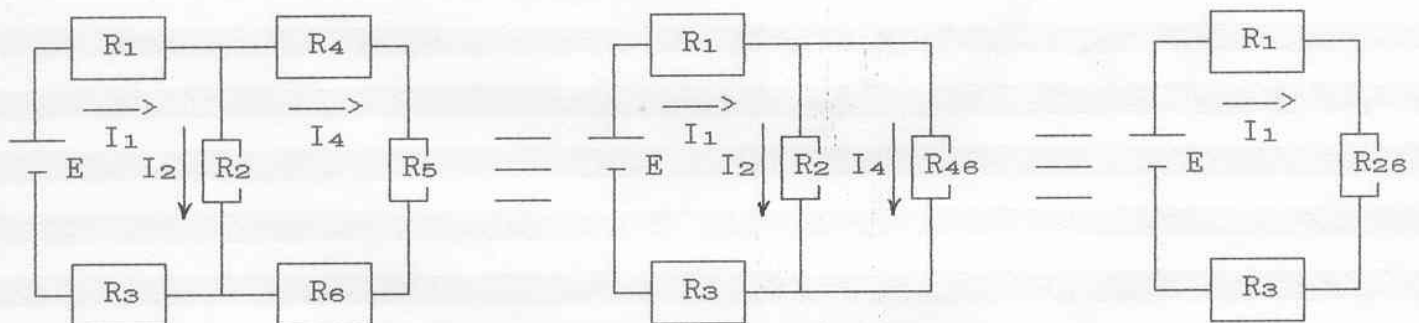 R1 R4 R1 R1
I1 I4 I1 I1
E I2 R2 R5 E I2 R2 I4 R46 E R26
R3 R6 R3 R3